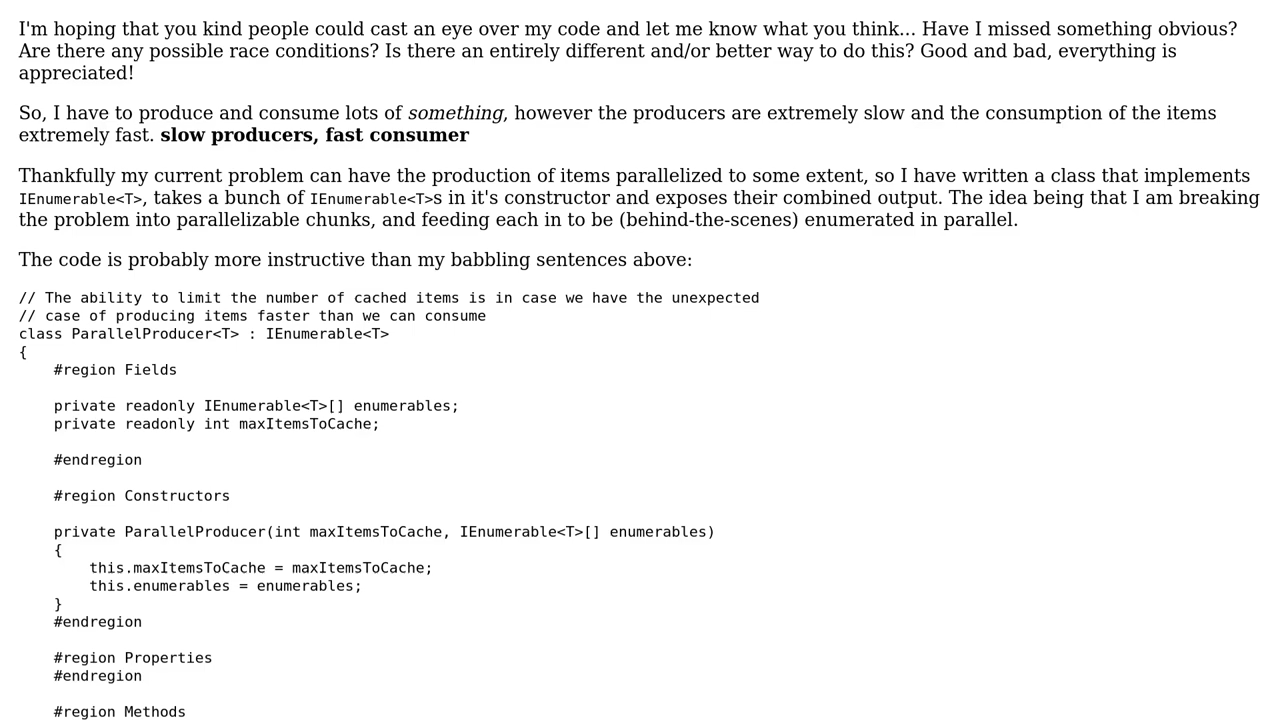 I'm hoping that you kind people could cast an eye over my code and let me know what you think... Have I missed something obvious?
Are there any possible race conditions? Is there an entirely different and/or better way to do this? Good and bad, everything is
appreciated!
So, I have to produce and consume lots of something, however the producers are extremely slow and the consumption of the items
extremely fast. slow producers, fast consumer
Thankfully my current problem can have the production of items parallelized to some extent, so I have written a class that implements
IEnumerable<T>, takes a bunch of IEnumerable<T>s in it's constructor and exposes their combined output. The idea being that I am breaking
the problem into parallelizable chunks, and feeding each in to be (behind-the-scenes) enumerated in parallel.
The code is probably more instructive than my babbling sentences above:
// The ability to limit the number of cached items is in case we have the unexpected
// case of producing items faster than we can consume
class ParallelProducer<T> : IEnumerable<T>
{
    #region Fields
    private readonly IEnumerable<T>[] enumerables;
    private readonly int maxItemsToCache;
    #endregion
    #region Constructors
    private ParallelProducer(int maxItemsToCache, IEnumerable<T>[] enumerables)
    {
        this.maxItemsToCache = maxItemsToCache;
        this.enumerables = enumerables;
    }
    #endregion
    #region Properties
    #endregion
    #region Methods